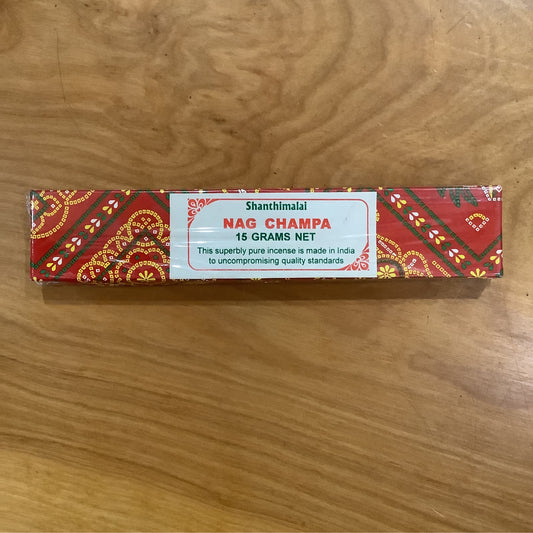 Shanthimalai
NAG CHAMPA
15 GRAMS NET
This superbly pure incense is made in India
to uncompromising quality standards